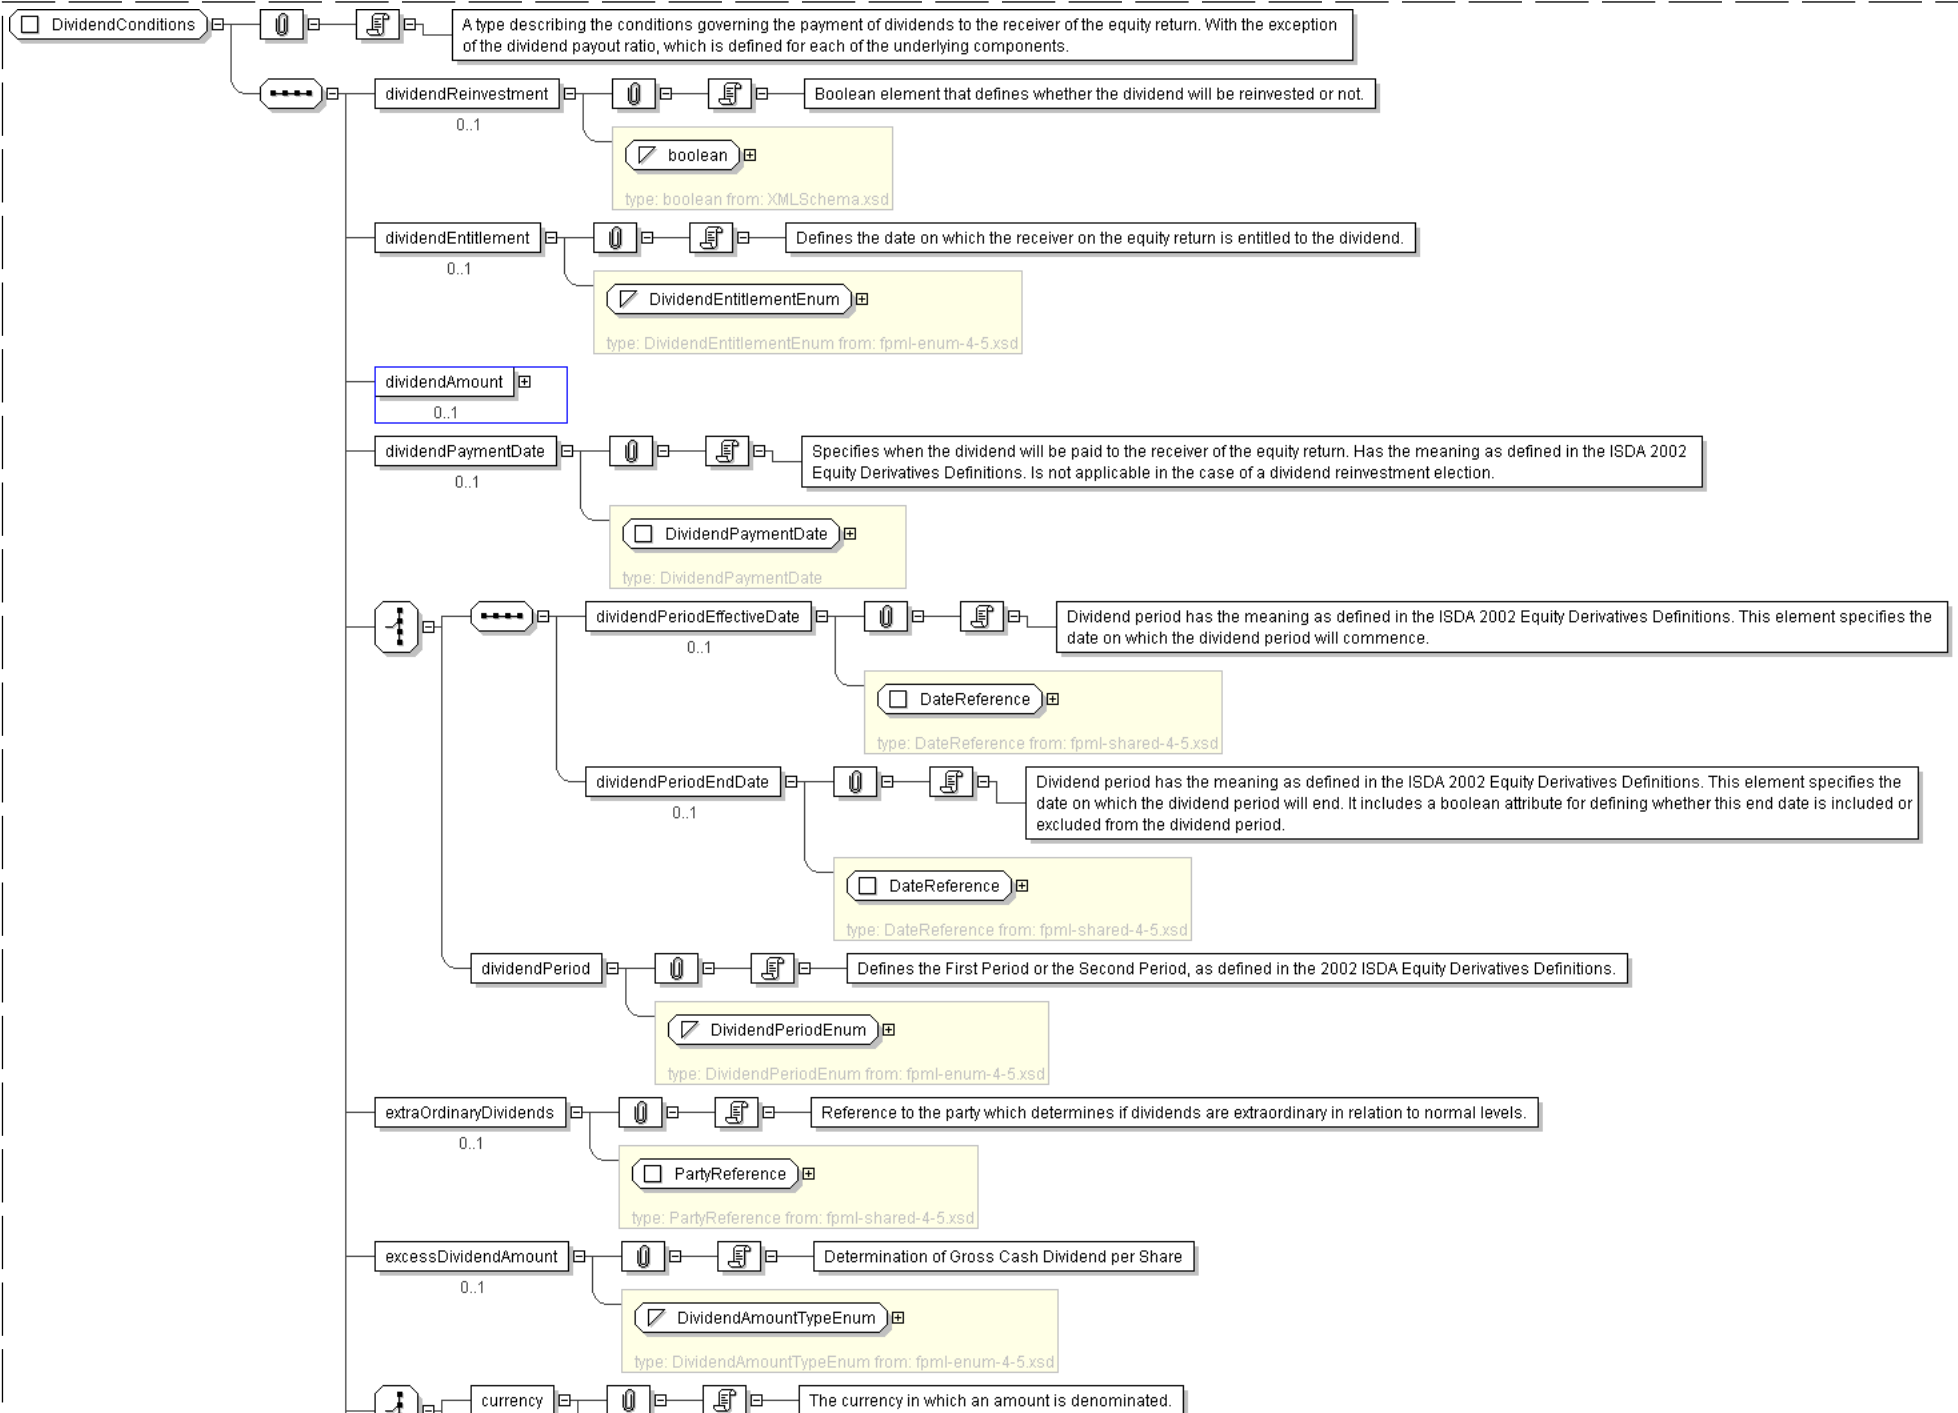 DividendConditions
A type describing the conditions governing the payment of dividends to the receiver of the equity return. With the exception
of the dividend payout ratio, which is defined for each of the underlying components.
dividendReinvestment
Boolean element that defines whether the dividend will be reinvested or not.
0..1
boolean
type: boolean from: XMLSchema.xsd
dividendEntitlement
Defines the date on which the receiver on the equity return is entitled to the dividend.
0..1
DividendEntitlementEnum
type: DividendEntitlementEnum from: fpml-enum-4-5.xsd
dividendAmount
0..1
dividendPaymentDate
Specifies when the dividend will be paid to the receiver of the equity return. Has the meaning as defined in the ISDA 2002
Equity Derivatives Definitions. Is not applicable in the case of a dividend reinvestment election.
0..1
DividendPaymentDate
type: DividendPaymentDate
dividendPeriodEffectiveDate
Dividend period has the meaning as defined in the ISDA 2002 Equity Derivatives Definitions. This element specifies the
date on which the dividend period will commence.
0..1
DateReference
type: DateReference from: fpml-shared-4-5.xsd
dividendPeriodEndDate
Dividend period has the meaning as defined in the ISDA 2002 Equity Derivatives Definitions. This element specifies the
date on which the dividend period will end. It includes a boolean attribute for defining whether this end date is included or
excluded from the dividend period.
0..1
DateReference
type: DateReference from: fpml-shared-4-5.xsd
dividendPeriod
Defines the First Period or the Second Period, as defined in the 2002 ISDA Equity Derivatives Definitions.
DividendPeriodEnum
type: DividendPeriodEnum from: fpml-enum-4-5.xsd
extraOrdinaryDividends
Reference to the party which determines if dividends are extraordinary in relation to normal levels.
0..1
PartyReference
type: PartyReference from: fpml-shared-4-5.xsd
excessDividendAmount
Determination of Gross Cash Dividend per Share
0..1
DividendAmountTypeEnum
type: DividendAmountTypeEnum from: fpml-enum-4-5.xsd
currency
The currency in which an amount is denominated.